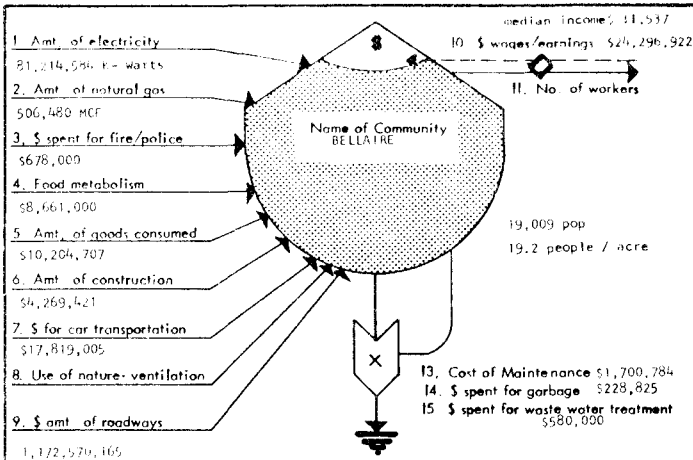 median income $ 11,537
1. Amt. of electricity
81,214,584 K- Watts
10. $ wages/earnings $24,296,922
2. Amt. of natural gas
506,480 MCF
11. No. of workers
3. $ spent for fire/police
$678,000
Name of Community
BELLAIRE
4. Food metabolism
$8,661,000
5. Amt. of goods consumed
$10,204,707
19,009 pop
19.2 people / acre
6. Amt. of construction
$4,269,421
7. $ for car transportation
$17,819,005
8. Use of nature- ventilation
9. $ amt. of roadways
1,172,570,165
$
X
13. Cost of Maintenance $1,700,784
14. $ spent for garbage $228,825
15 $ spent for waste water treatment
$580,000